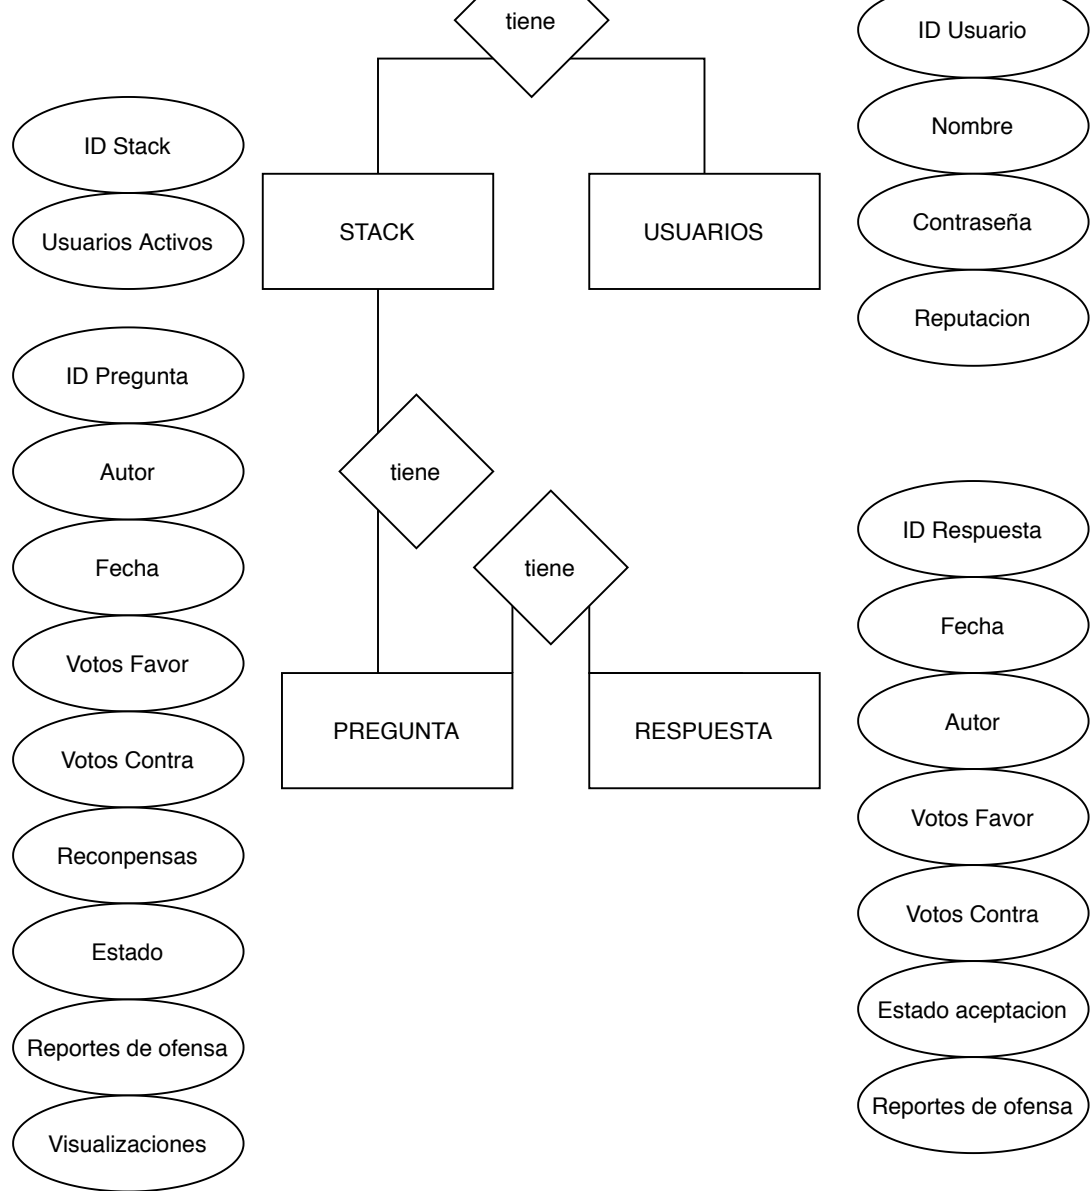 tiene
ID Usuario
Nombre
Contraseña
Reputacion
ID Stack
Usuarios Activos
STACK
USUARIOS
ID Pregunta
Autor
Fecha
Votos Favor
Votos Contra
Reconpensas
Estado
Reportes de ofensa
Visualizaciones
tiene
tiene
PREGUNTA
RESPUESTA
ID Respuesta
Fecha
Autor
Votos Favor
Votos Contra
Estado aceptacion
Reportes de ofensa